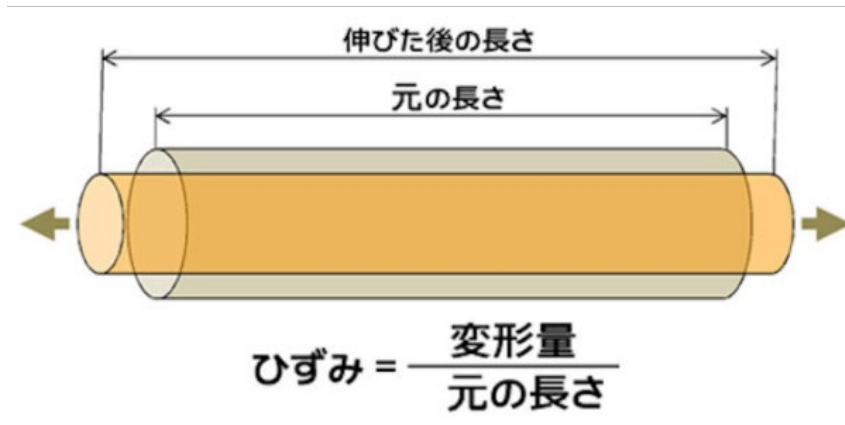 伸びた後の長さ
元の長さ
ひずみ = 変形量
元の長さ